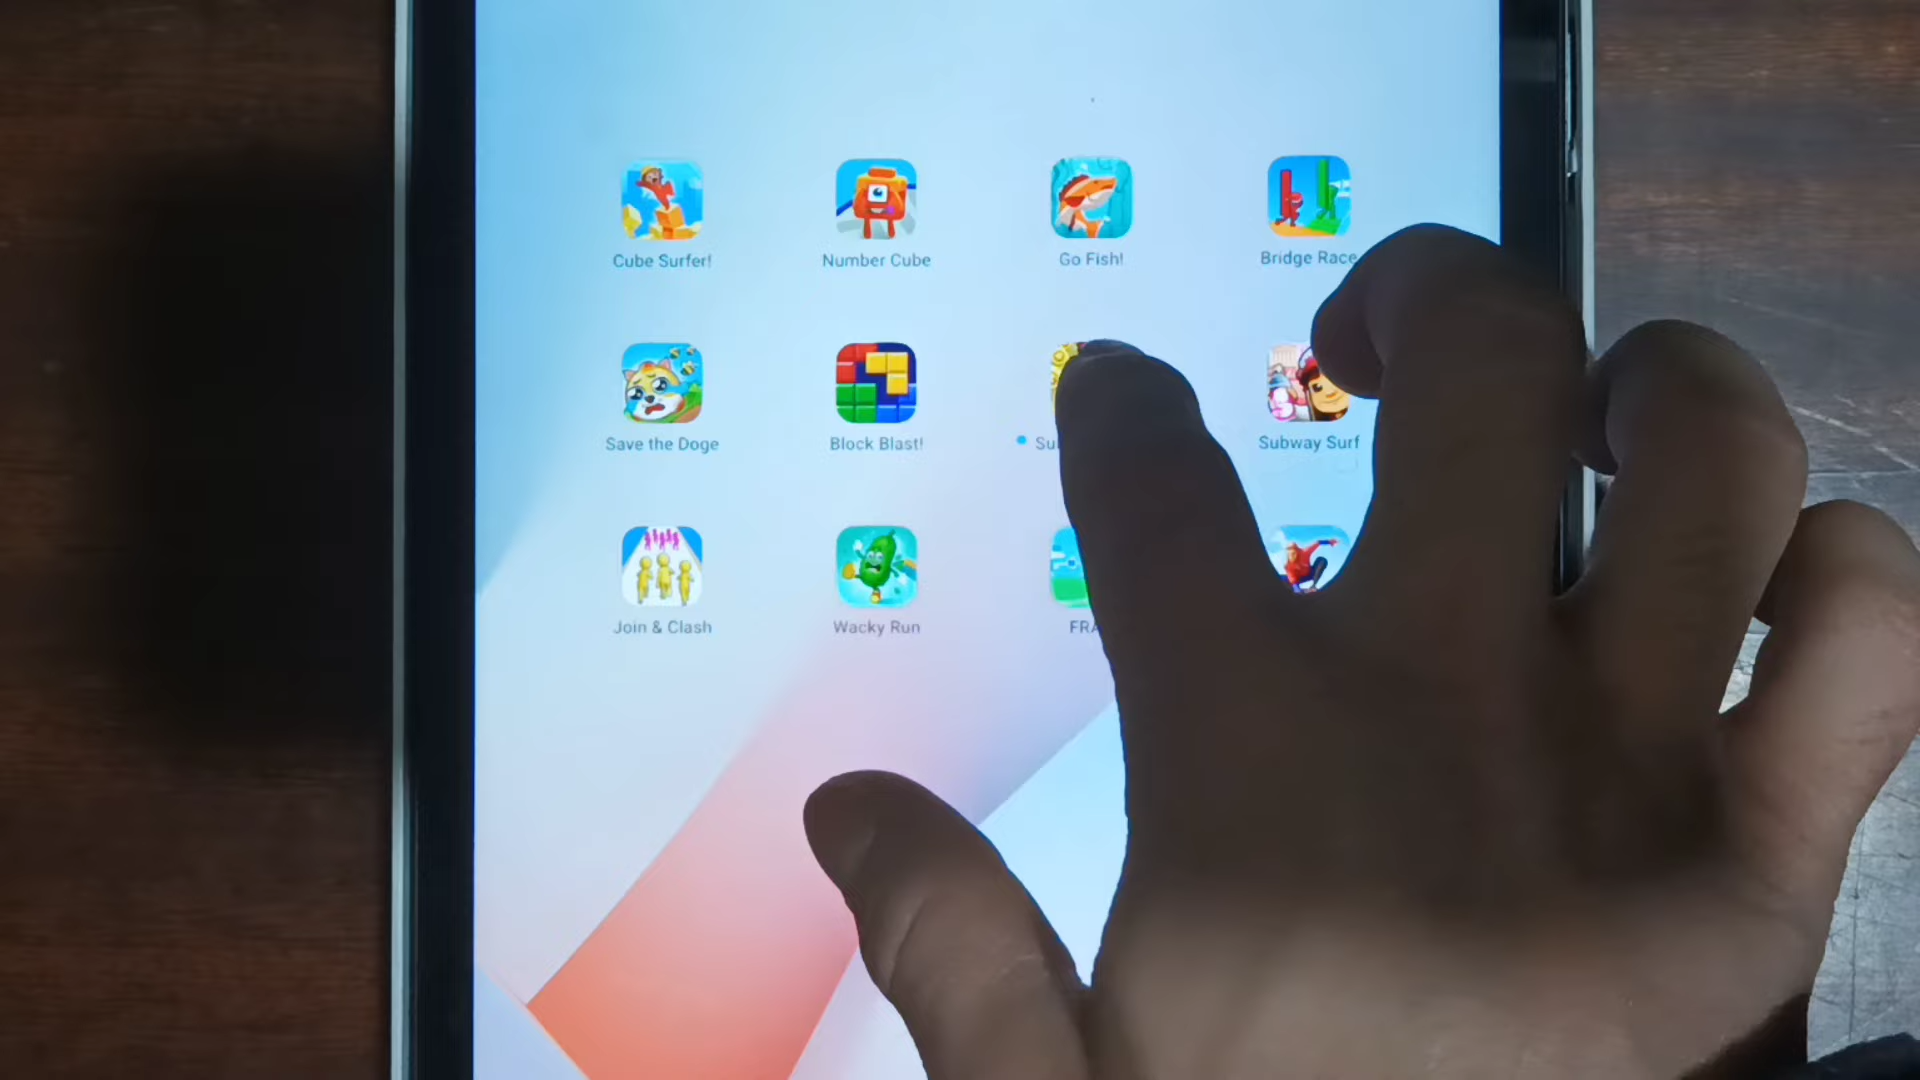 Cube Surfer!
Number Cube
Go Fish!
Bridge Race
Save the Doge
Block Blast!
Subway Surf
Join & Clash
Wacky Run